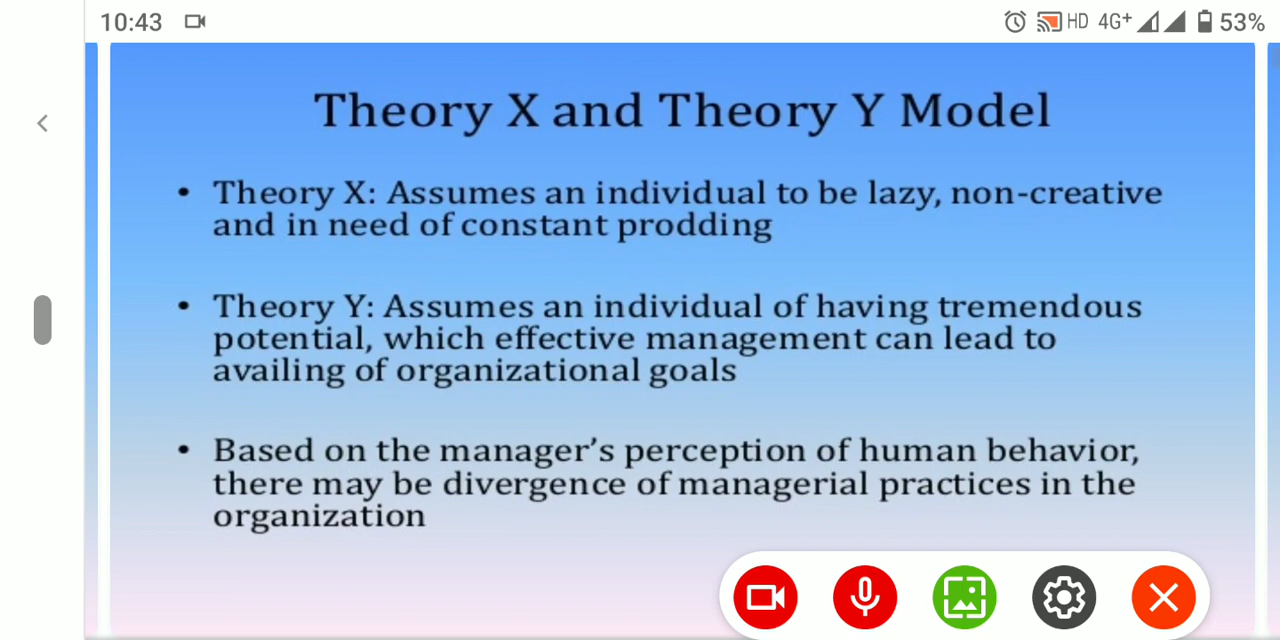 10:43 HD 4G+ 53%
Theory X and Theory Y Model
• Theory X: Assumes an individual to be lazy, non-creative
and in need of constant prodding
• Theory Y: Assumes an individual of having tremendous
potential, which effective management can lead to
availing of organizational goals
• Based on the manager’s perception of human behavior,
there may be divergence of managerial practices in the
organization